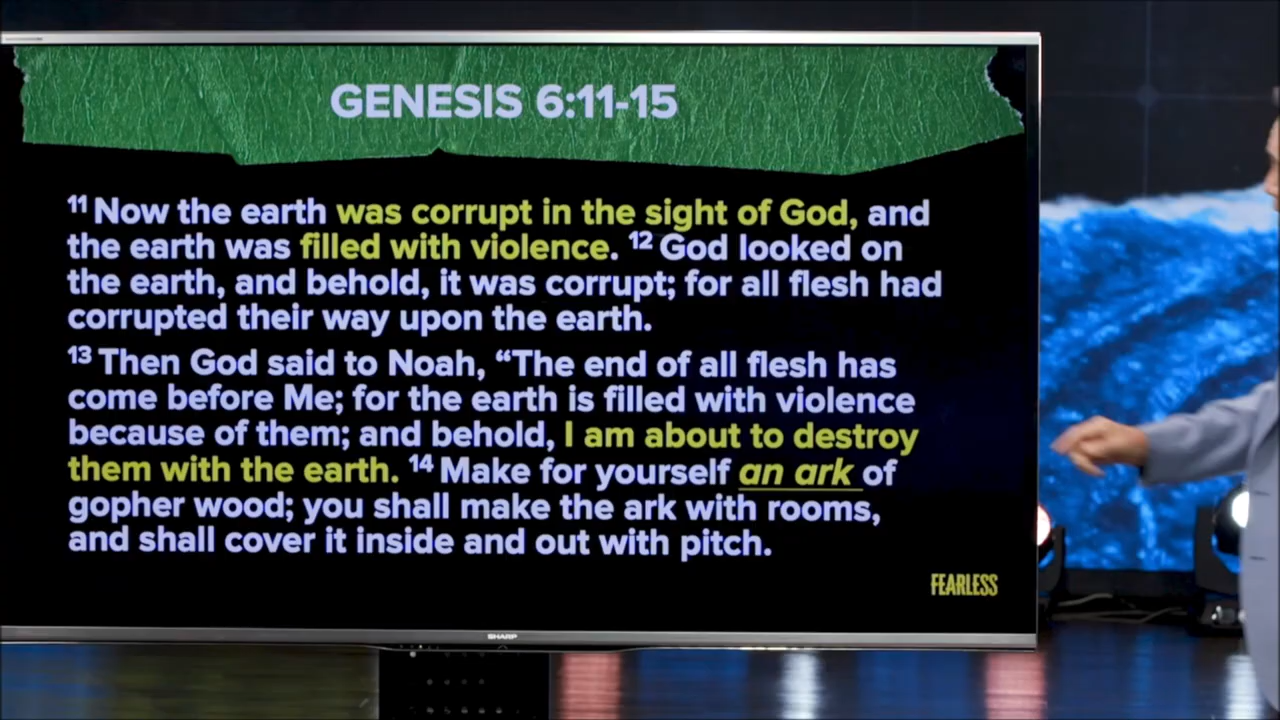 GENESIS 6:11-15
11 Now the earth was corrupt in the sight of God, and
the earth was filled with violence. 12 God looked on
the earth, and behold, it was corrupt; for all flesh had
corrupted their way upon the earth.
13 Then God said to Noah, “The end of all flesh has
come before Me; for the earth is filled with violence
because of them; and behold, I am about to destroy
them with the earth. 14 Make for yourself an ark of
gopher wood; you shall make the ark with rooms,
and shall cover it inside and out with pitch.
FEARLESS
SHARP